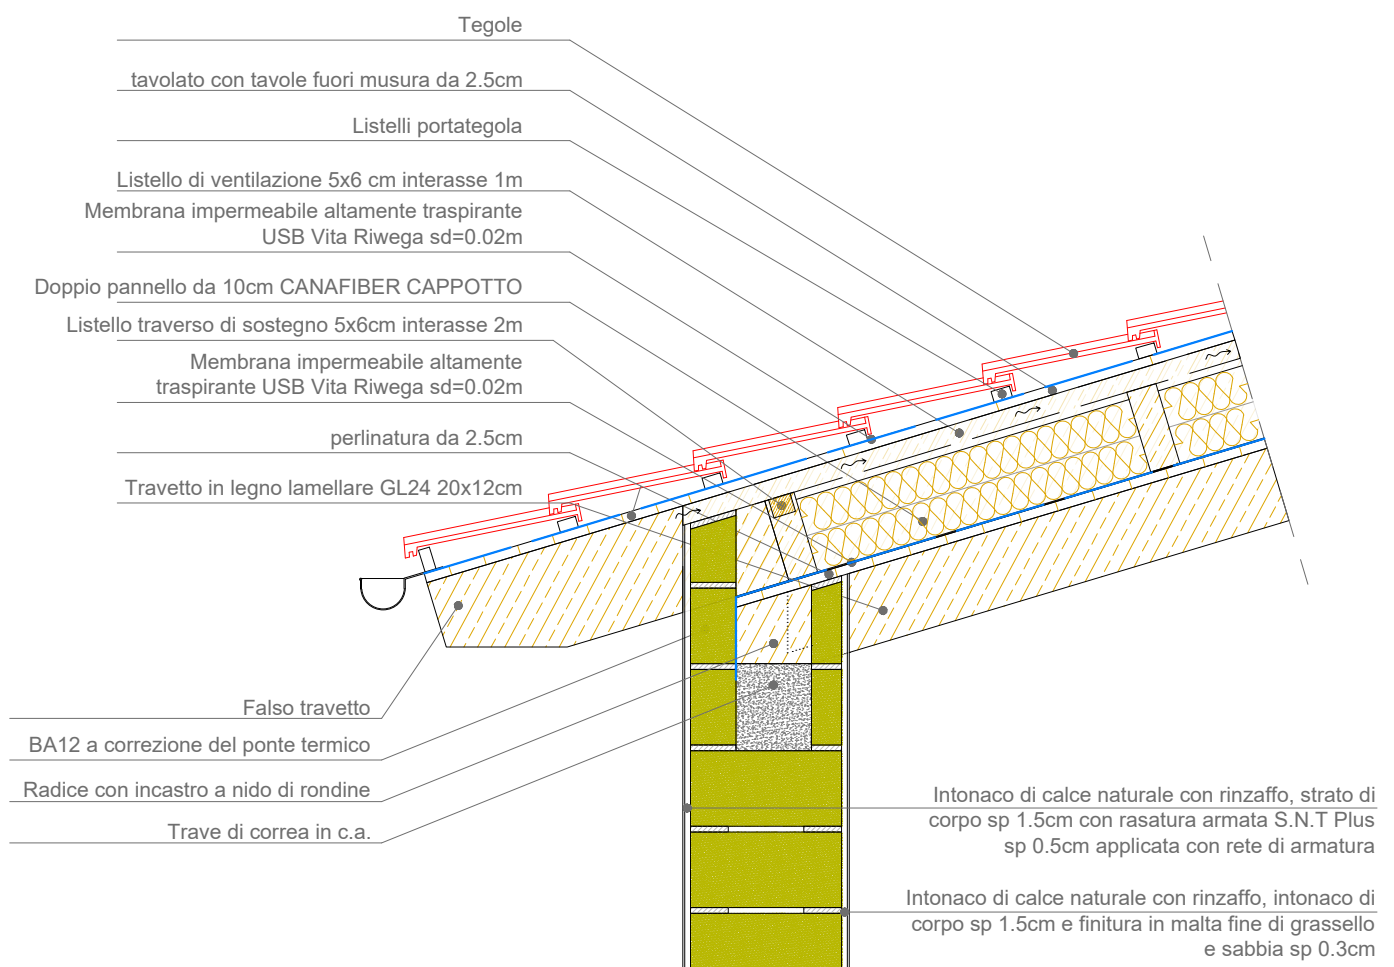 Tegole
tavolato con tavole fuori musura da 2.5cm
Listelli portategola
Listello di ventilazione 5x6 cm interasse 1m
Membrana impermeabile altamente traspirante
USB Vita Riwega sd=0.02m
Doppio pannello da 10cm CANAFIBER CAPPOTTO
Listello traverso di sostegno 5x6cm interasse 2m
Membrana impermeabile altamente
traspirante USB Vita Riwega sd=0.02m
perlinatura da 2.5cm
Travetto in legno lamellare GL24 20x12cm
Falso travetto
BA12 a correzione del ponte termico
Radice con incastro a nido di rondine
Trave di correa in c.a.
Intonaco di calce naturale con rinzaffo, strato di
corpo sp 1.5cm con rasatura armata S.N.T Plus
sp 0.5cm applicata con rete di armatura
Intonaco di calce naturale con rinzaffo, intonaco di
corpo sp 1.5cm e finitura in malta fine di grassello
e sabbia sp 0.3cm